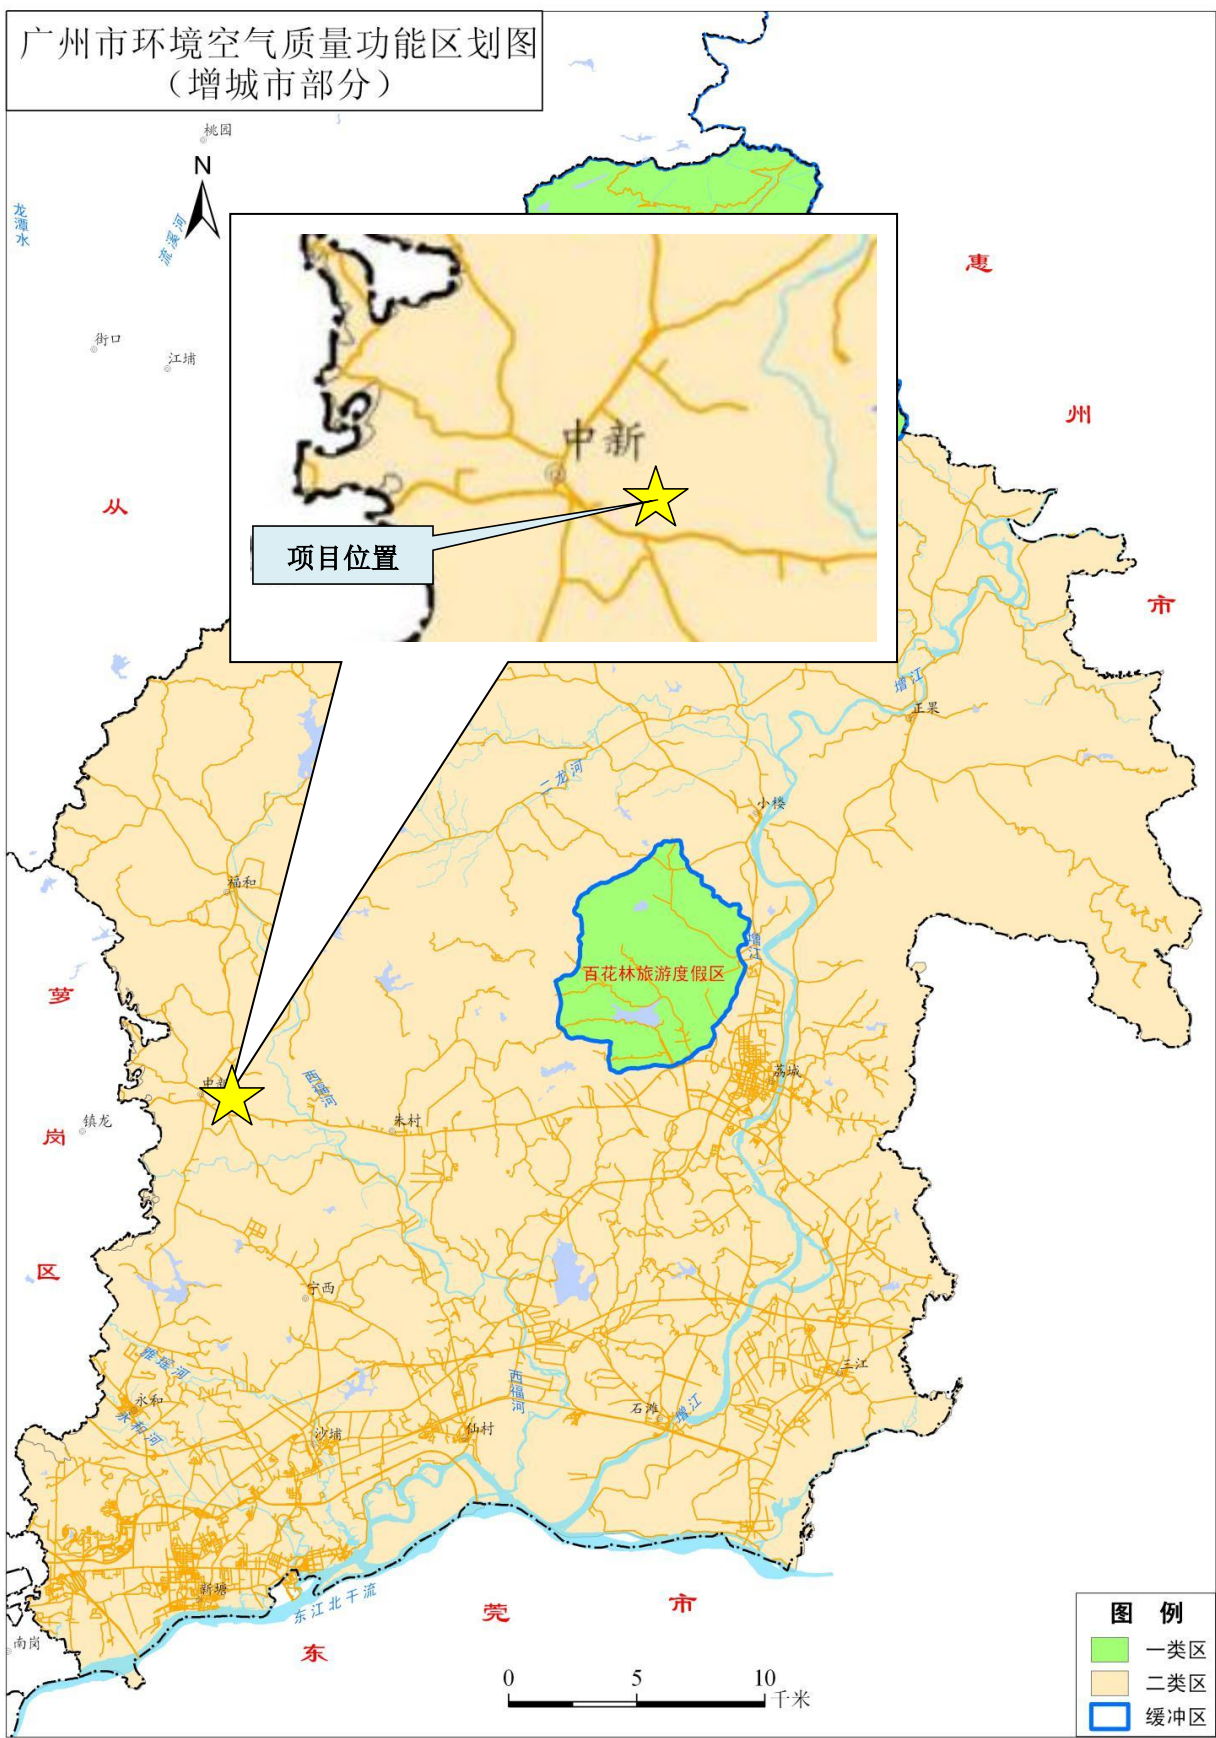 广州市环境空气质量功能区划图
(增城市部分)
桃园
N
龙潭水
流溪河
惠
街口
江埔
州
中新
从
项目位置
市
增江
正果
二龙河
小楼
福和
增江
百花林旅游度假区
萝
中新
西福河
荔城
岗
镇龙
朱村
区
宁西
雅瑶河
三江
永和
西福河
石滩
增江
永和河
沙埔
仙村
新塘
东江北干流
莞
市
南岗
东
图 例
一类区
二类区
缓冲区
0 5 10
千米